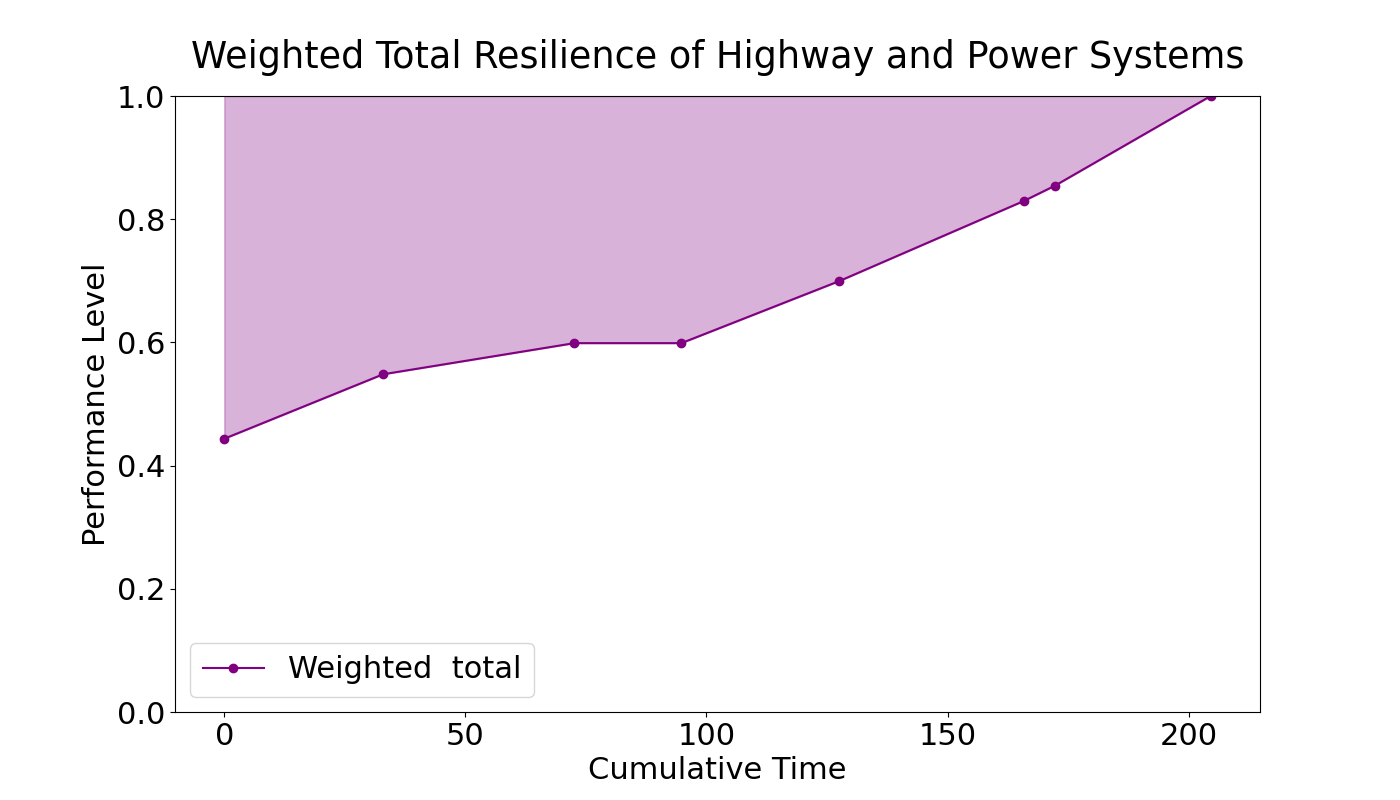 Weighted Total Resilience of Highway and Power Systems
1.0
0.8
0.6
0.4
0.2
0.0
Performance Level
Weighted  total
0 50 100 150 200
Cumulative Time